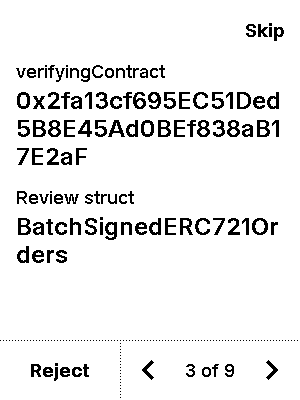 Skip
verifyingContract
0x2fa13cf695EC51Ded
5B8E45Ad0BEf838aB1
7E2aF
Review struct
BatchSignedERC721Or
ders
Reject
3 of 9